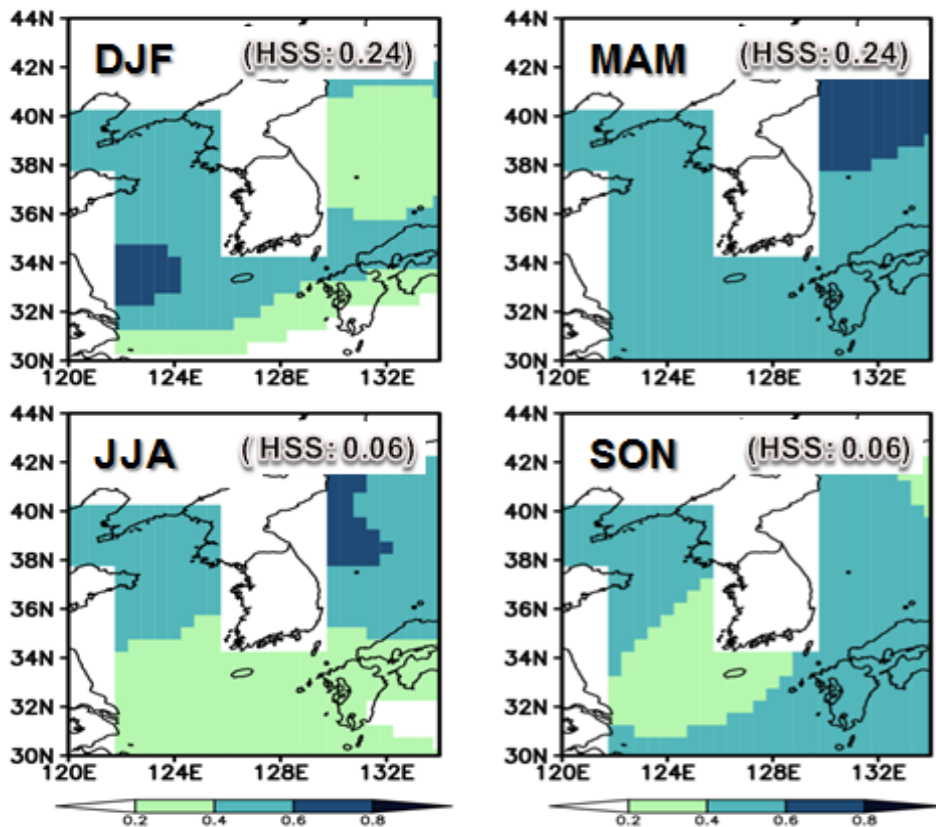 DJF (HSS: 0.24)
44N
42N
40N
38N
36N
34N
32N
30N
120E 124E 128E 132E
MAM (HSS: 0.24)
44N
42N
40N
38N
36N
34N
32N
30N
120E 124E 128E 132E
JJA ( HSS: 0.06)
44N
42N
40N
38N
36N
34N
32N
30N
120E 124E 128E 132E
0.2 0.4 0.6 0.8
SON (HSS: 0.06)
44N
42N
40N
38N
36N
34N
32N
30N
120E 124E 128E 132E
0.2 0.4 0.6 0.8